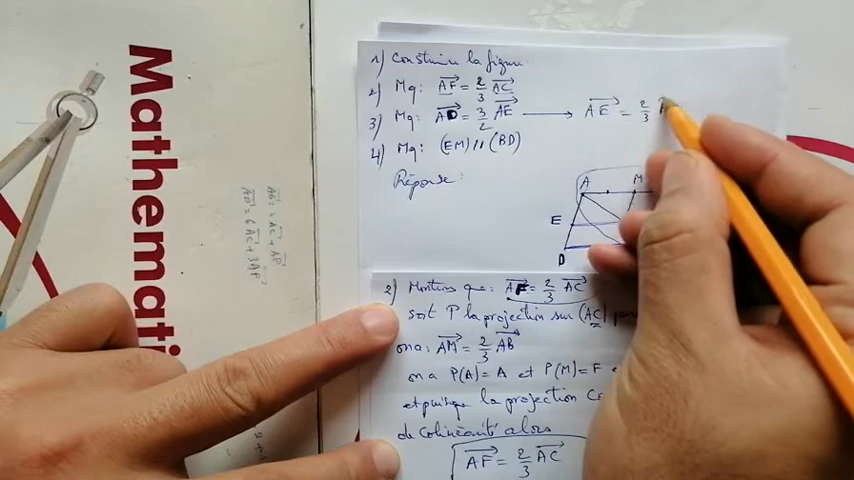 Mathématique
1) Construire la figure.
2) Mq: AF = 2/3 AC
3) Mq: AD = 3/2 AE → AE = 2/3 A
4) Mq: (EM) // (BD)
Réponse:
A M
E
D
2) Montrons que: AF = 2/3 AC
soit P la projection sur (AC)
on a: AM = 2/3 AB
on a P(A) = A et P(M) = F
et puisque la projection Co
de Colinéarité alors
AF = 2/3 AC